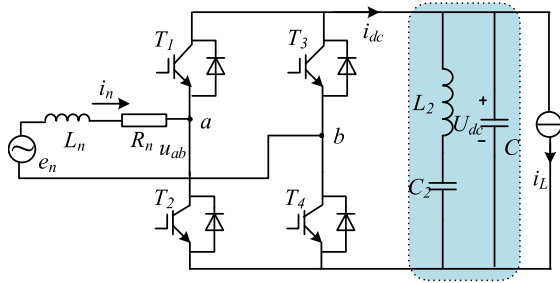 T1
T3
idc
in
L2
+
Udc
Ln
Rn
a
uab
b
-
C
en
T2
T4
C2
iL